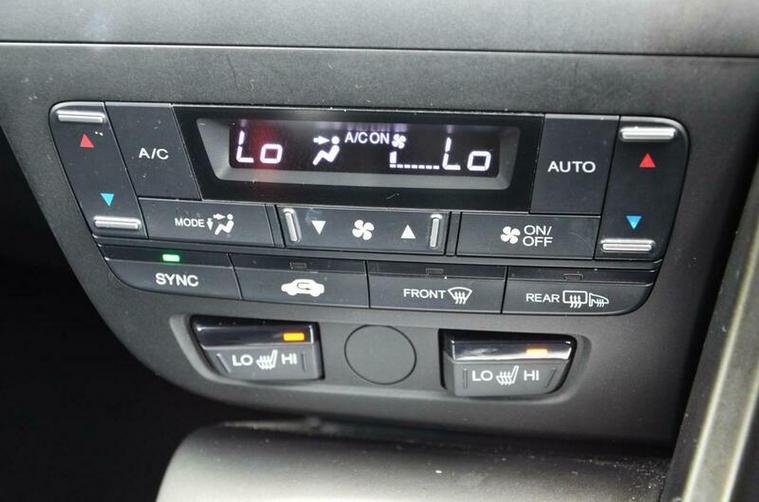 Lo A/C ON Lo
A/C AUTO
MODE ON/OFF
SYNC FRONT REAR
LO HI LO HI